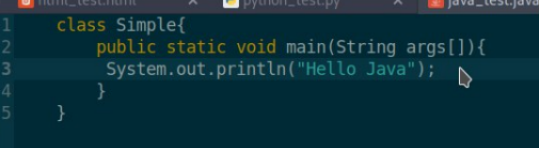 html_test.html python_test.py java_test.java
1 class Simple{
2 public static void main(String args[]){
3 System.out.println("Hello Java");
4 }
5 }